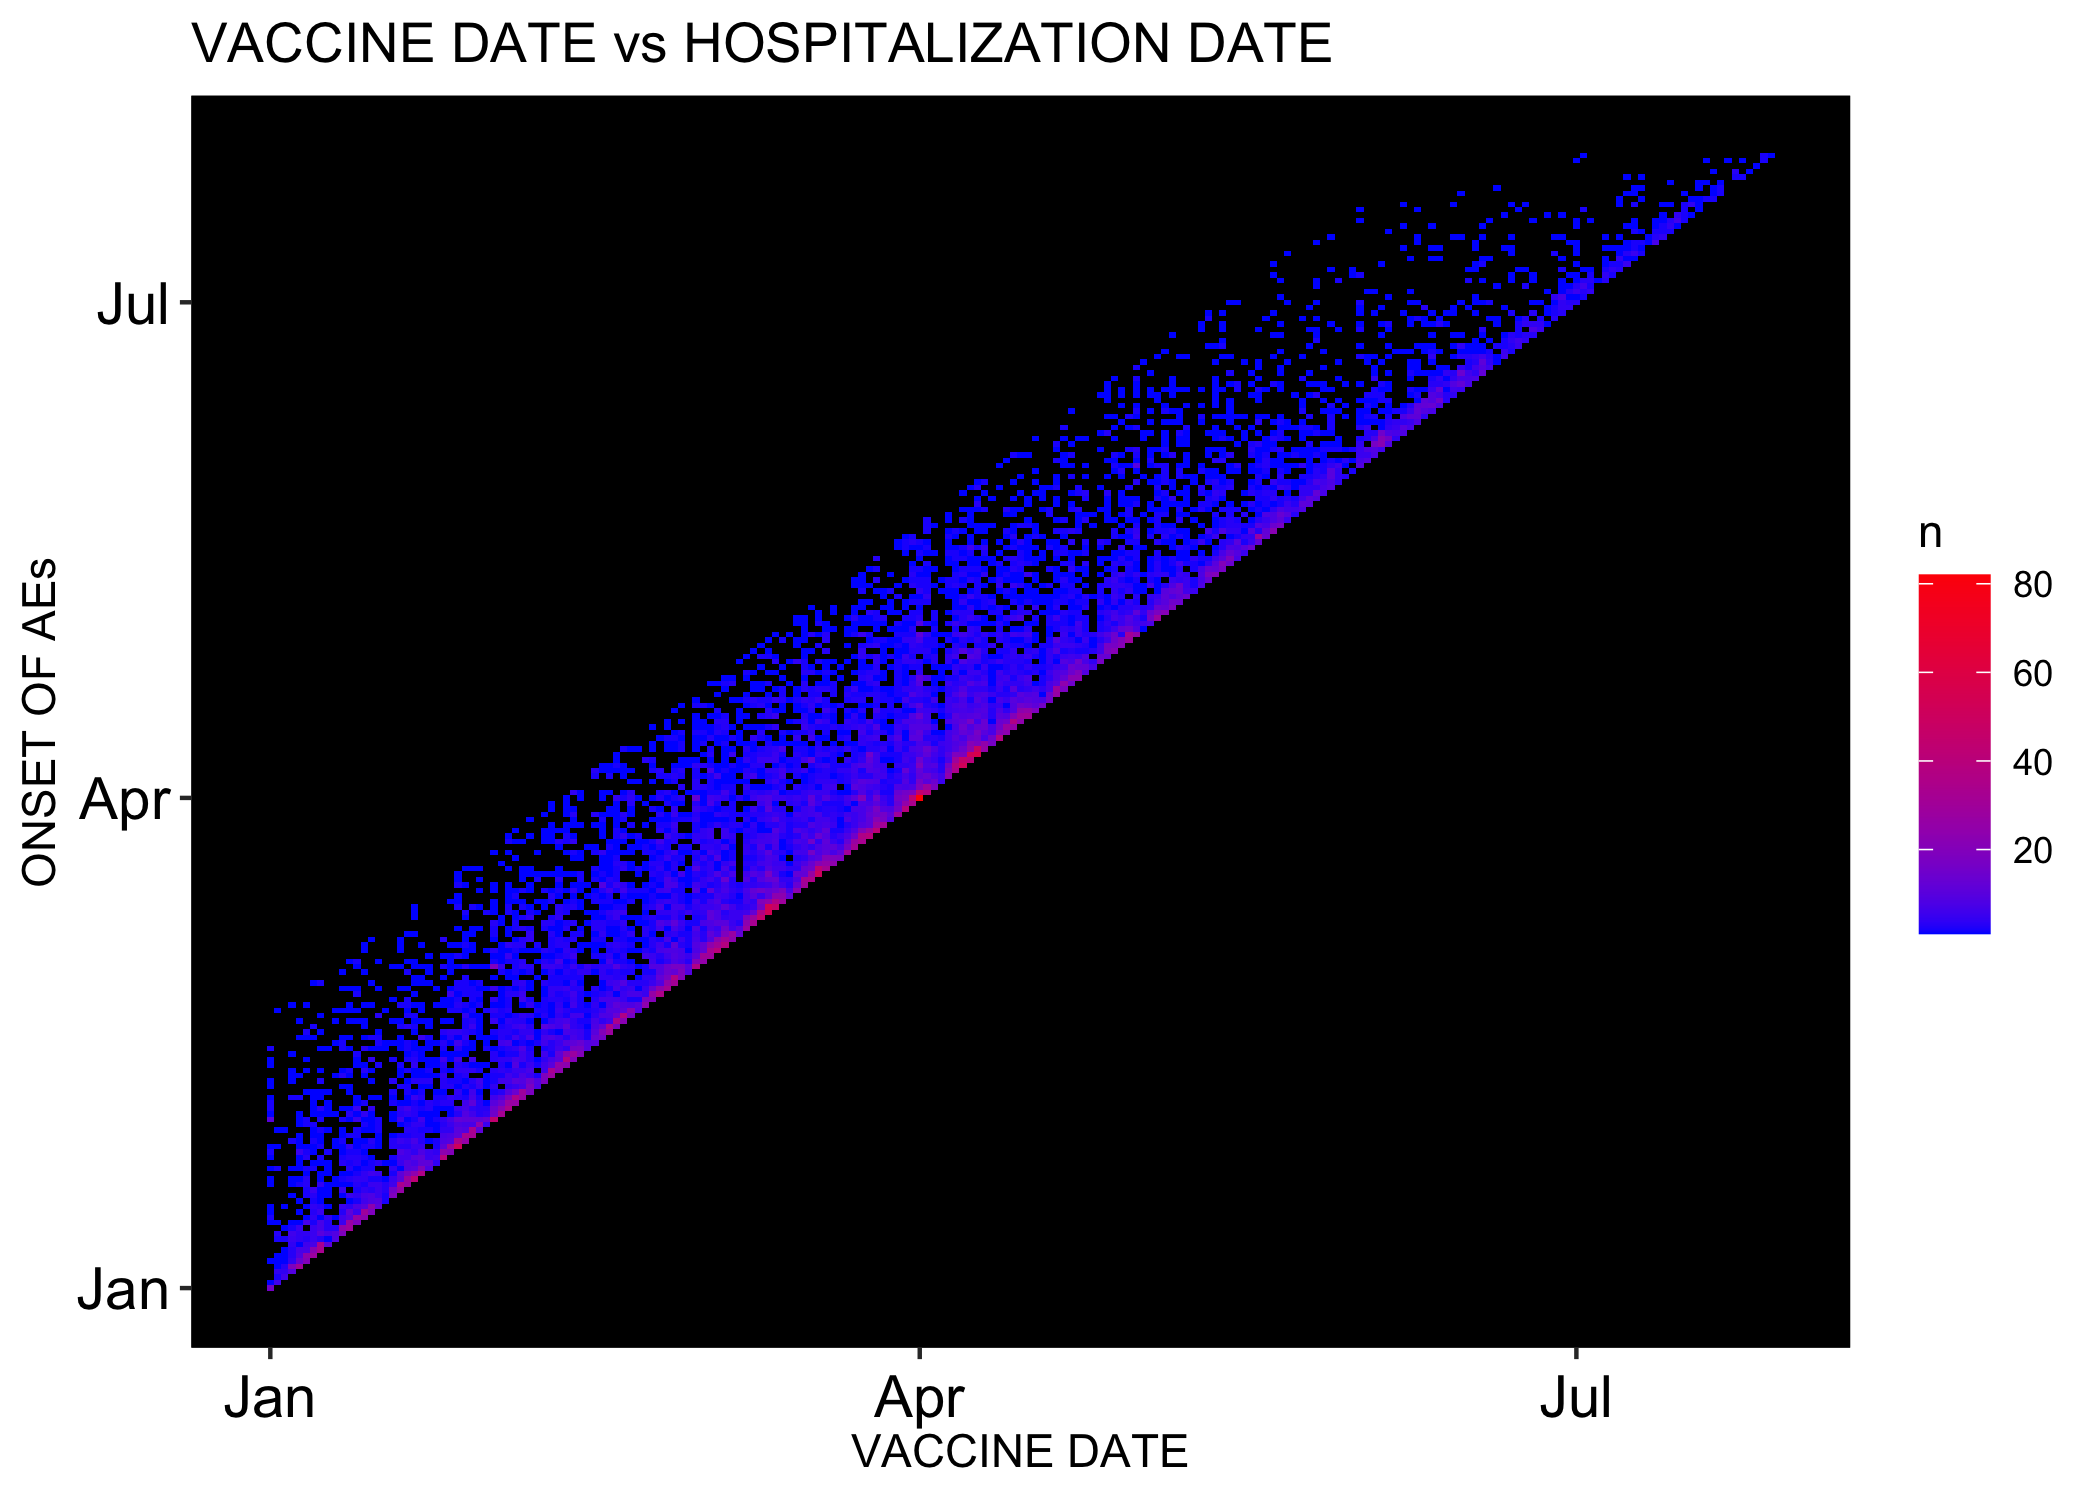 VACCINE DATE vs HOSPITALIZATION DATE
ONSET OF AEs
Jul
Apr
Jan
Jan
Apr
Jul
VACCINE DATE
n
80
60
40
20